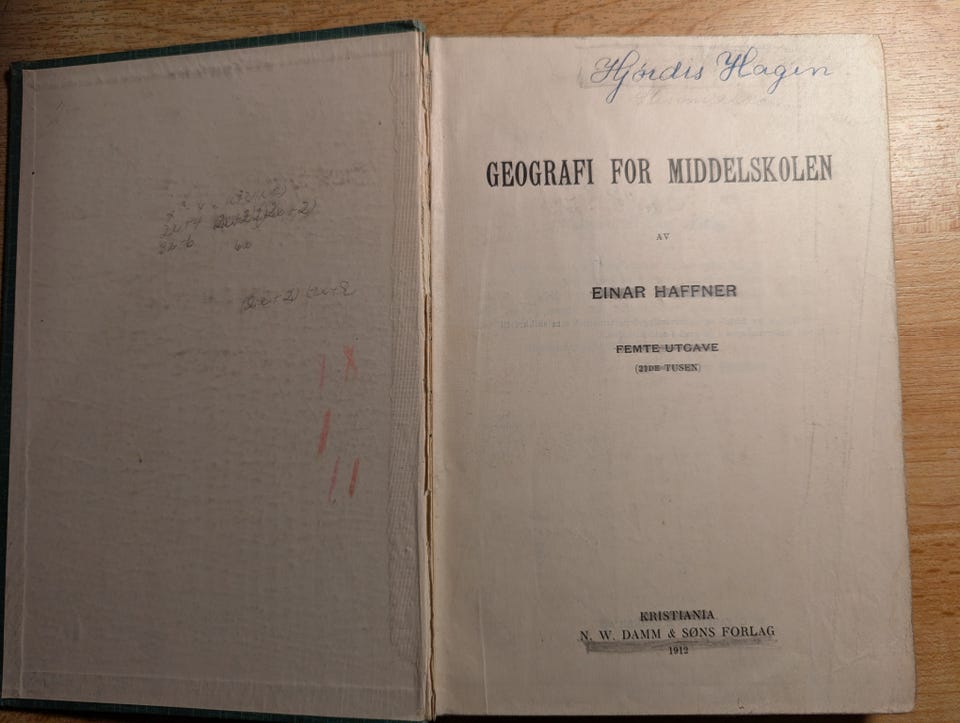 Hjördis Hagen
GEOGRAFI FOR MIDDELSKOLEN
AV
EINAR HAFFNER
FEMTE UTGAVE
(21DE TUSEN)
KRISTIANIA
N. W. DAMM & SØNS FORLAG
1912